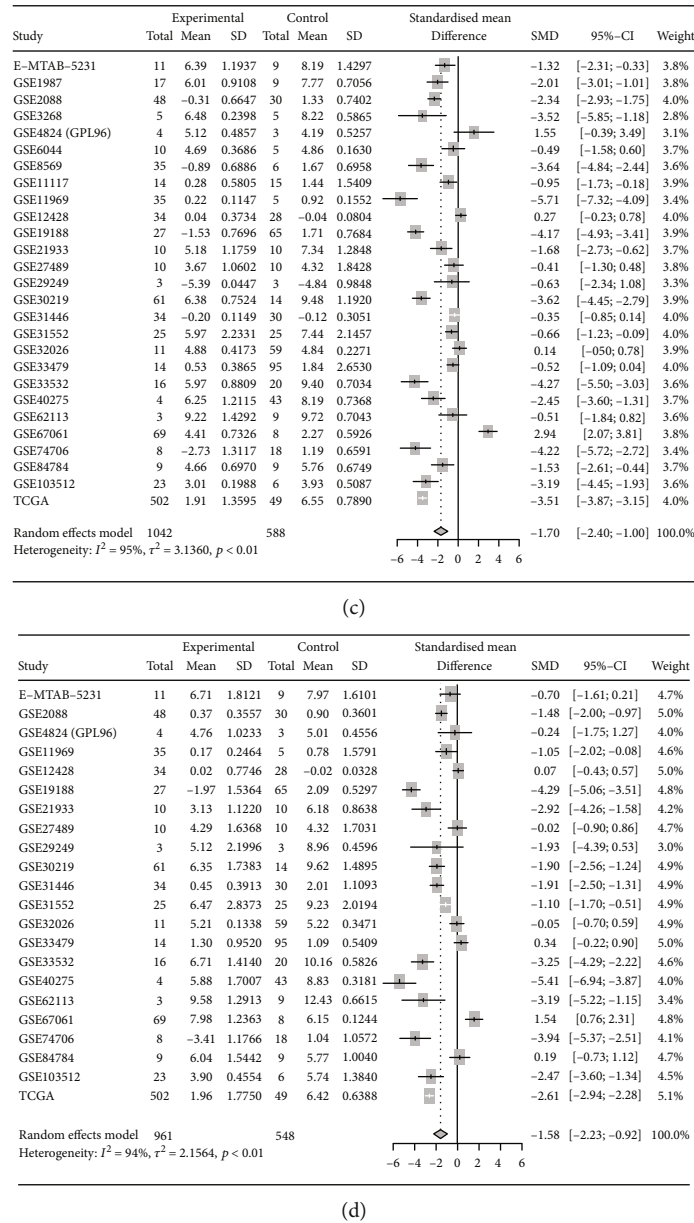 Experimental Control Standardised mean
Study Total Mean SD Total Mean SD Difference SMD 95%–CI Weight
E–MTAB–5231 11 6.39 1.1937 9 8.19 1.4297 −1.32 [−2.31; −0.33] 3.8%
GSE1987 17 6.01 0.9108 9 7.77 0.7056 −2.01 [−3.01; −1.01] 3.8%
GSE2088 48 −0.31 0.6647 30 1.33 0.7402 −2.34 [−2.93; −1.75] 3.9%
GSE3268 5 6.48 0.2398 5 8.22 0.5865 −3.52 [−5.85; −1.18] 2.8%
GSE4824 (GPL96) 4 5.12 0.4857 3 4.19 0.5257 1.55 [−0.39; 3.49] 3.1%
GSE6044 10 4.69 0.3686 5 4.86 0.1630 −0.49 [−1.58; 0.60] 3.7%
GSE8569 35 −0.89 0.6886 6 1.67 0.6958 −3.64 [−4.84; −2.44] 3.7%
GSE11117 14 0.28 0.5805 15 1.44 1.5409 −0.95 [−1.73; −0.18] 3.9%
GSE11969 35 0.22 0.1147 5 0.92 0.1552 −5.71 [−7.32; −4.09] 3.4%
GSE12428 34 0.04 0.3734 28 −0.04 0.0804 0.27 [−0.23; 0.78] 4.0%
GSE19188 27 −1.53 0.7696 65 1.71 0.7684 −4.17 [−4.93; −3.41] 3.9%
GSE21933 10 5.18 1.1759 10 7.34 1.2848 −1.68 [−2.73; −0.62] 3.7%
GSE27489 10 3.67 1.0602 10 4.32 1.8428 −0.41 [−1.30; 0.48] 3.8%
GSE29249 3 −5.39 0.0447 3 −4.84 0.9848 −0.63 [−2.34; 1.08] 3.3%
GSE30219 61 6.38 0.7524 14 9.48 1.1920 −3.62 [−4.45; −2.79] 3.9%
GSE31446 34 −0.20 0.1149 30 −0.12 0.3051 −0.35 [−0.85; 0.14] 4.0%
GSE31552 25 5.97 2.2331 25 7.44 2.1457 −0.66 [−1.23; −0.09] 4.0%
GSE32026 11 4.88 0.4173 59 4.84 0.2271 0.14 [−050; 0.78] 3.9%
GSE33479 14 0.53 0.3865 95 1.84 2.6530 −0.52 [−1.09; 0.04] 4.0%
GSE33532 16 5.97 0.8809 20 9.40 0.7034 −4.27 [−5.50; −3.03] 3.6%
GSE40275 4 6.25 1.2115 43 8.19 0.7368 −2.45 [−3.60; −1.31] 3.7%
GSE62113 3 9.22 1.4292 9 9.72 0.7043 −0.51 [−1.84; 0.82] 3.6%
GSE67061 69 4.41 0.7326 8 2.27 0.5926 2.94 [2.07; 3.81] 3.8%
GSE74706 8 −2.73 1.3117 18 1.19 0.6591 −4.22 [−5.72; −2.72] 3.4%
GSE84784 9 4.66 0.6970 9 5.76 0.6749 −1.53 [−2.61; −0.44] 3.7%
GSE103512 23 3.01 0.1988 6 3.93 0.5087 −3.19 [−4.45; −1.93] 3.6%
TCGA 502 1.91 1.3595 49 6.55 0.7890 −3.51 [−3.87; −3.15] 4.0%
Random effects model 1042 588 −1.70 [−2.40; −1.00] 100.0%
Heterogeneity: I² = 95%, τ² = 3.1360, p < 0.01
−6 −4 −2 0 2 4 6
(c)
Experimental Control Standardised mean
Study Total Mean SD Total Mean SD Difference SMD 95%–CI Weight
E–MTAB–5231 11 6.71 1.8121 9 7.97 1.6101 −0.70 [−1.61; 0.21] 4.7%
GSE2088 48 0.37 0.3557 30 0.90 0.3601 −1.48 [−2.00; −0.97] 5.0%
GSE4824 (GPL96) 4 4.76 1.0233 3 5.01 0.4556 −0.24 [−1.75; 1.27] 4.0%
GSE11969 35 0.17 0.2464 5 0.78 1.5791 −1.05 [−2.02; −0.08] 4.6%
GSE12428 34 0.02 0.7746 28 −0.02 0.0328 0.07 [−0.43; 0.57] 5.0%
GSE19188 27 −1.97 1.5364 65 2.09 0.5297 −4.29 [−5.06; −3.51] 4.8%
GSE21933 10 3.13 1.1220 10 6.18 0.8638 −2.92 [−4.26; −1.58] 4.2%
GSE27489 10 4.29 1.6368 10 4.32 1.7031 −0.02 [−0.90; 0.86] 4.7%
GSE29249 3 5.12 2.1996 3 8.96 0.4596 −1.93 [−4.39; 0.53] 3.0%
GSE30219 61 6.35 1.7383 14 9.62 1.4895 −1.90 [−2.56; −1.24] 4.9%
GSE31446 34 0.45 0.3913 30 2.01 1.1093 −1.91 [−2.50; −1.31] 4.9%
GSE31552 25 6.47 2.8373 25 9.23 2.0194 −1.10 [−1.70; −0.51] 4.9%
GSE32026 11 5.21 0.1338 59 5.22 0.3471 −0.05 [−0.70; 0.59] 4.9%
GSE33479 14 1.30 0.9520 95 1.09 0.5409 0.34 [−0.22; 0.90] 5.0%
GSE33532 16 6.71 1.4140 20 10.16 0.5826 −3.25 [−4.29; −2.22] 4.6%
GSE40275 4 5.88 1.7007 43 8.83 0.3181 −5.41 [−6.94; −3.87] 4.0%
GSE62113 3 9.58 1.2913 9 12.43 0.6615 −3.19 [−5.22; −1.15] 3.4%
GSE67061 69 7.98 1.2363 8 6.15 0.1244 1.54 [0.76; 2.31] 4.8%
GSE74706 8 −3.41 1.1766 18 1.04 1.0572 −3.94 [−5.37; −2.51] 4.1%
GSE84784 9 6.04 1.5442 9 5.77 1.0040 0.19 [−0.73; 1.12] 4.7%
GSE103512 23 3.90 0.4554 6 5.74 1.3840 −2.47 [−3.60; −1.34] 4.5%
TCGA 502 1.96 1.7750 49 6.42 0.6388 −2.61 [−2.94; −2.28] 5.1%
Random effects model 961 548 −1.58 [−2.23; −0.92] 100.0%
Heterogeneity: I² = 94%, τ² = 2.1564, p < 0.01
−6 −4 −2 0 2 4 6
(d)